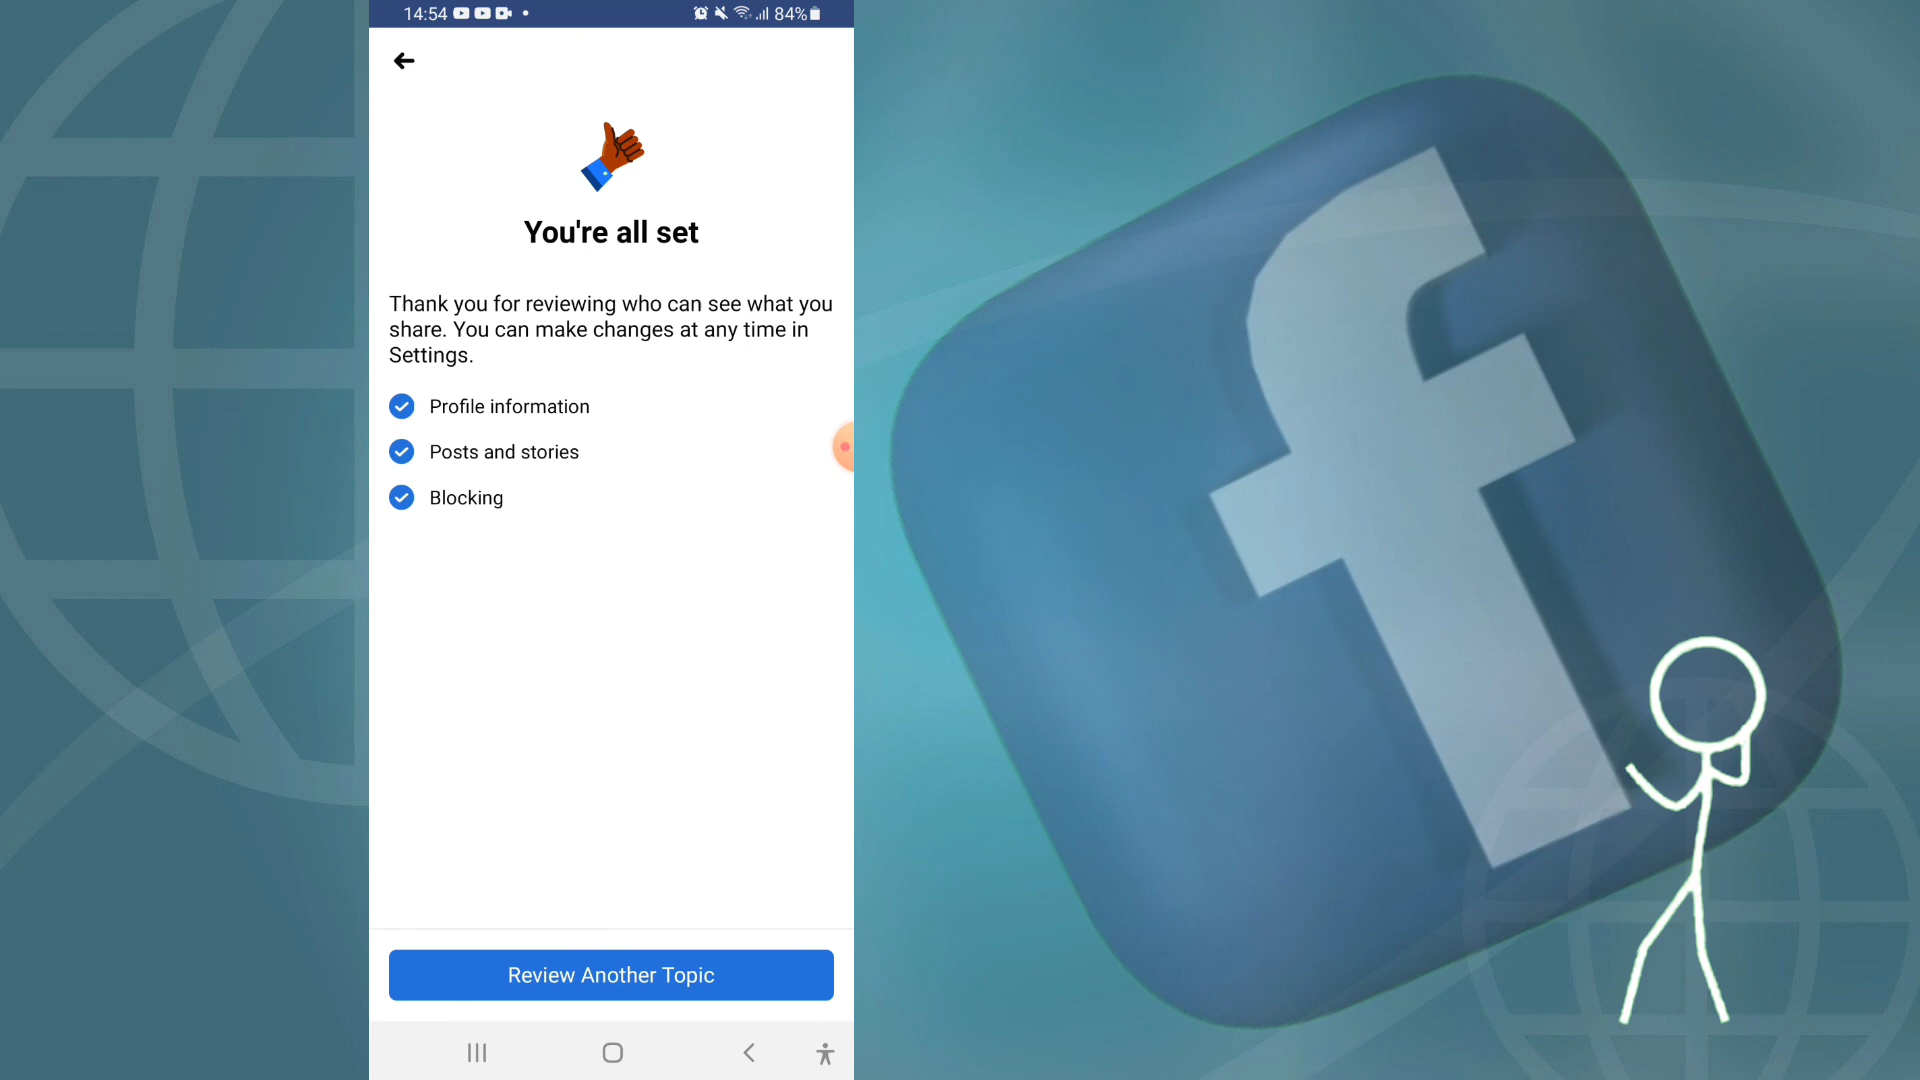 14:54 84%
You're all set
Thank you for reviewing who can see what you
share. You can make changes at any time in
Settings.
Profile information
Posts and stories
Blocking
Review Another Topic
f